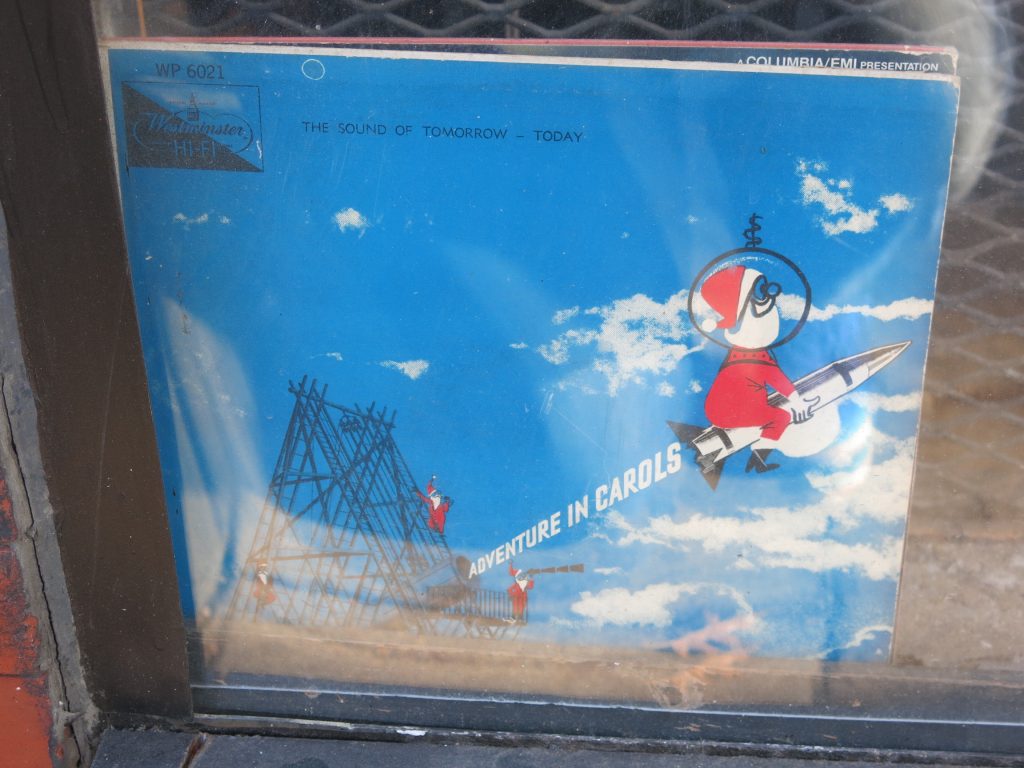 A COLUMBIA/EMI PRESENTATION
WP 6021
Westminster
HI-FI
THE SOUND OF TOMORROW – TODAY
ADVENTURE IN CAROLS